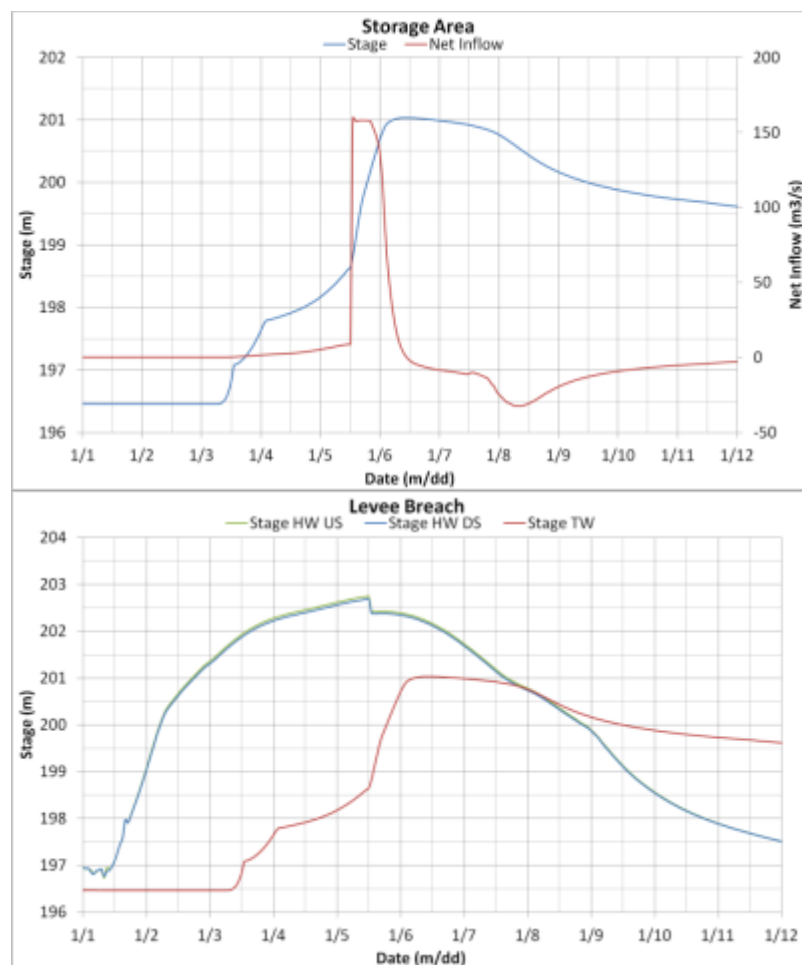 Storage Area
Stage Net Inflow
202 200
201 150
200 100
199 50
198 0
197 -50
196
Stage (m)
Net Inflow (m3/s)
1/1 1/2 1/3 1/4 1/5 1/6 1/7 1/8 1/9 1/10 1/11 1/12
Date (m/dd)
Levee Breach
Stage HW US Stage HW DS Stage TW
204
203
202
201
200
199
198
197
196
Stage (m)
1/1 1/2 1/3 1/4 1/5 1/6 1/7 1/8 1/9 1/10 1/11 1/12
Date (m/dd)